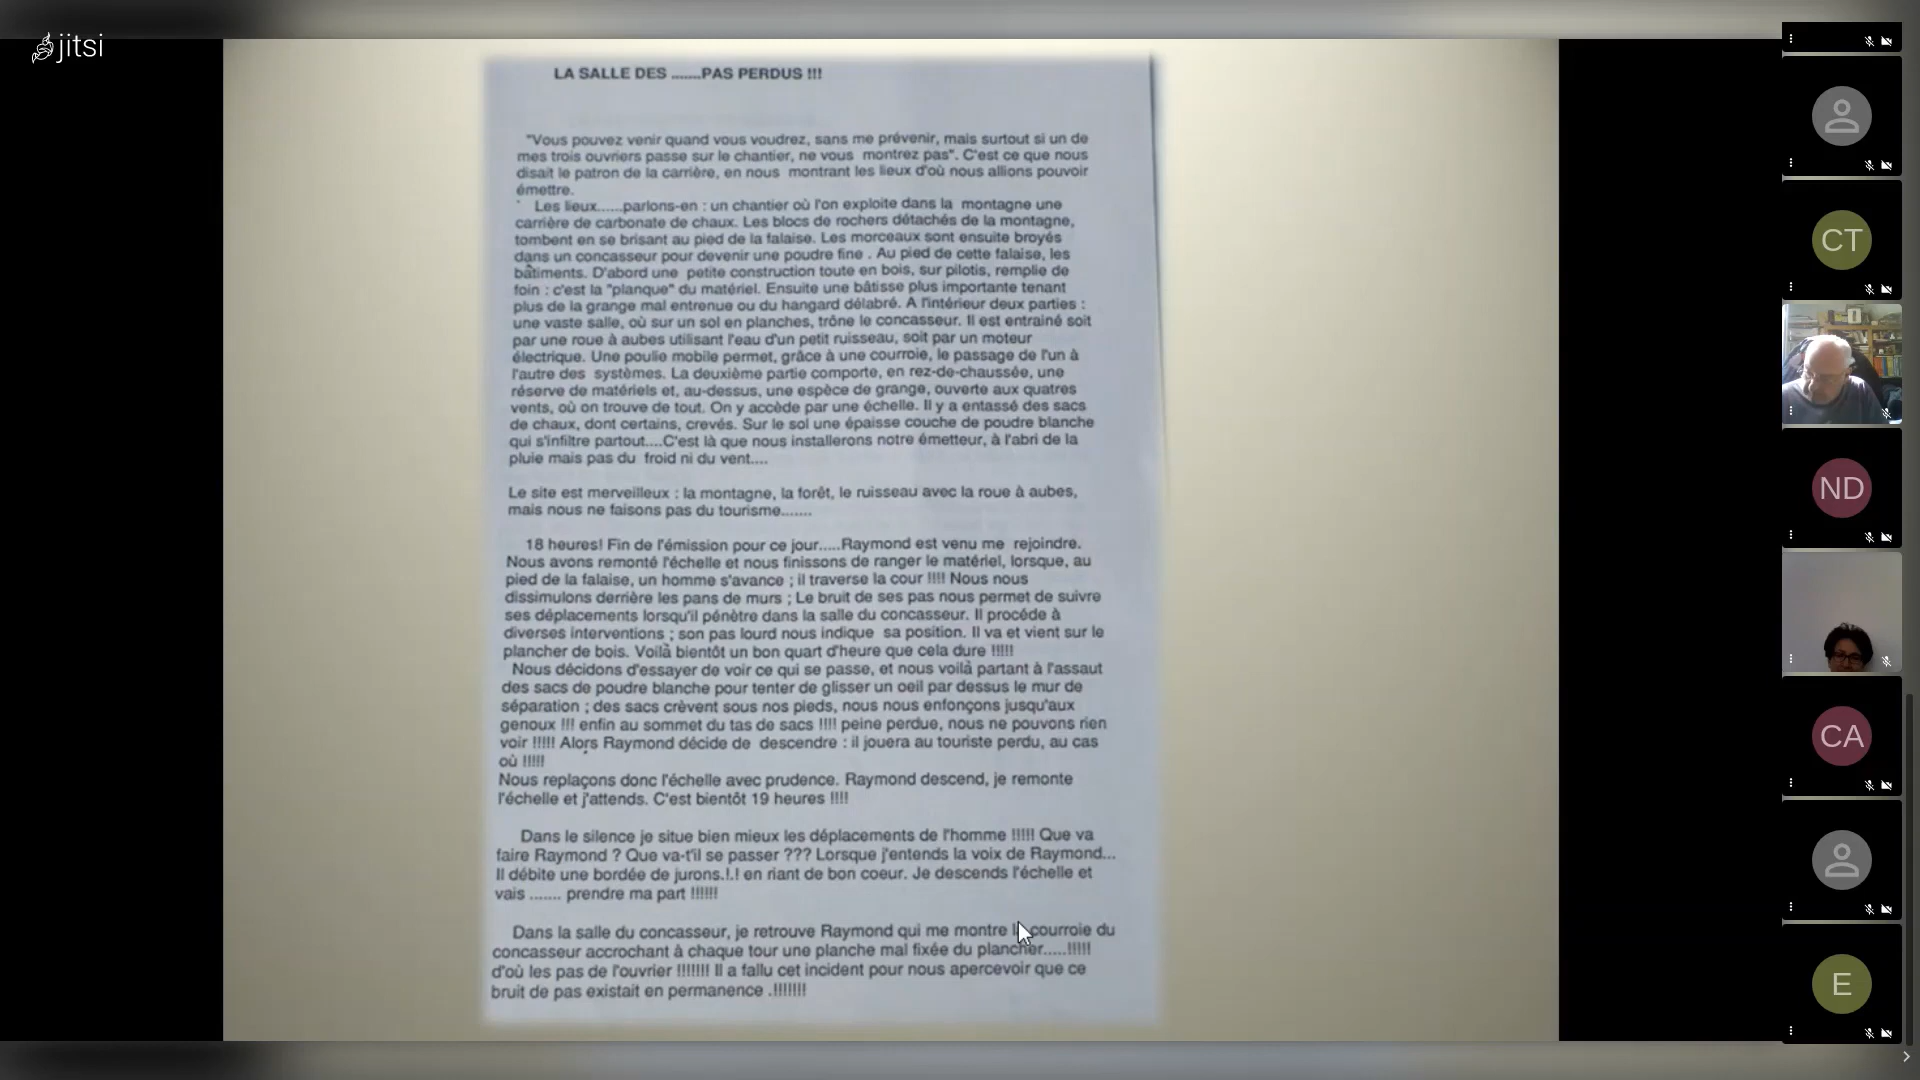 jitsi
LA SALLE DES .......PAS PERDUS !!!
"Vous pouvez venir quand vous voudrez, sans me prévenir, mais surtout si un de
mes trois ouvriers passe sur le chantier, ne vous montrez pas". C'est ce que nous
disait le patron de la carrière, en nous montrant les lieux d'où nous allions pouvoir
émettre.
Les lieux......parlons-en : un chantier où l'on exploite dans la montagne une
carrière de carbonate de chaux. Les blocs de rochers détachés de la montagne,
tombent en se brisant au pied de la falaise. Les morceaux sont ensuite broyés
dans un concasseur pour devenir une poudre fine . Au pied de cette falaise, les
bâtiments. D'abord une petite construction toute en bois, sur pilotis, remplie de
foin : c'est la "planque" du matériel. Ensuite une bâtisse plus importante tenant
plus de la grange mal entrenue ou du hangard délabré. A l'intérieur deux parties :
une vaste salle, où sur un sol en planches, trône le concasseur. Il est entrainé soit
par une roue à aubes utilisant l'eau d'un petit ruisseau, soit par un moteur
électrique. Une poulie mobile permet, grâce à une courroie, le passage de l'un à
l'autre des systèmes. La deuxième partie comporte, en rez-de-chaussée, une
réserve de matériels et, au-dessus, une espèce de grange, ouverte aux quatres
vents, où on trouve de tout. On y accède par une échelle. Il y a entassé des sacs
de chaux, dont certains, crevés. Sur le sol une épaisse couche de poudre blanche
qui s'infiltre partout....C'est là que nous installerons notre émetteur, à l'abri de la
pluie mais pas du froid ni du vent....
Le site est merveilleux : la montagne, la forêt, le ruisseau avec la roue à aubes,
mais nous ne faisons pas du tourisme.......
18 heures! Fin de l'émission pour ce jour.....Raymond est venu me rejoindre.
Nous avons remonté l'échelle et nous finissons de ranger le matériel, lorsque, au
pied de la falaise, un homme s'avance ; il traverse la cour !!!! Nous nous
dissimulons derrière les pans de murs ; Le bruit de ses pas nous permet de suivre
ses déplacements lorsqu'il pénètre dans la salle du concasseur. Il procéde à
diverses interventions ; son pas lourd nous indique sa position. Il va et vient sur le
plancher de bois. Voilà bientôt un bon quart d'heure que cela dure !!!!!
Nous décidons d'essayer de voir ce qui se passe, et nous voilà partant à l'assaut
des sacs de poudre blanche pour tenter de glisser un oeil par dessus le mur de
séparation ; des sacs crèvent sous nos pieds, nous nous enfonçons jusqu'aux
genoux !!! enfin au sommet du tas de sacs !!!! peine perdue, nous ne pouvons rien
voir !!!!! Alors Raymond décide de descendre : il jouera au touriste perdu, au cas
où !!!!!
Nous replaçons donc l'échelle avec prudence. Raymond descend, je remonte
l'échelle et j'attends. C'est bientôt 19 heures !!!!
Dans le silence je situe bien mieux les déplacements de l'homme !!!!! Que va
faire Raymond ? Que va-t'il se passer ??? Lorsque j'entends la voix de Raymond...
Il débite une bordée de jurons.!.! en riant de bon coeur. Je descends l'échelle et
vais ....... prendre ma part !!!!!!
Dans la salle du concasseur, je retrouve Raymond qui me montre la courroie du
concasseur accrochant à chaque tour une planche mal fixée du plancher.....!!!!!
d'où les pas de l'ouvrier !!!!!!! Il a fallu cet incident pour nous apercevoir que ce
bruit de pas existait en permanence .!!!!!!!
CT
ND
CA
E